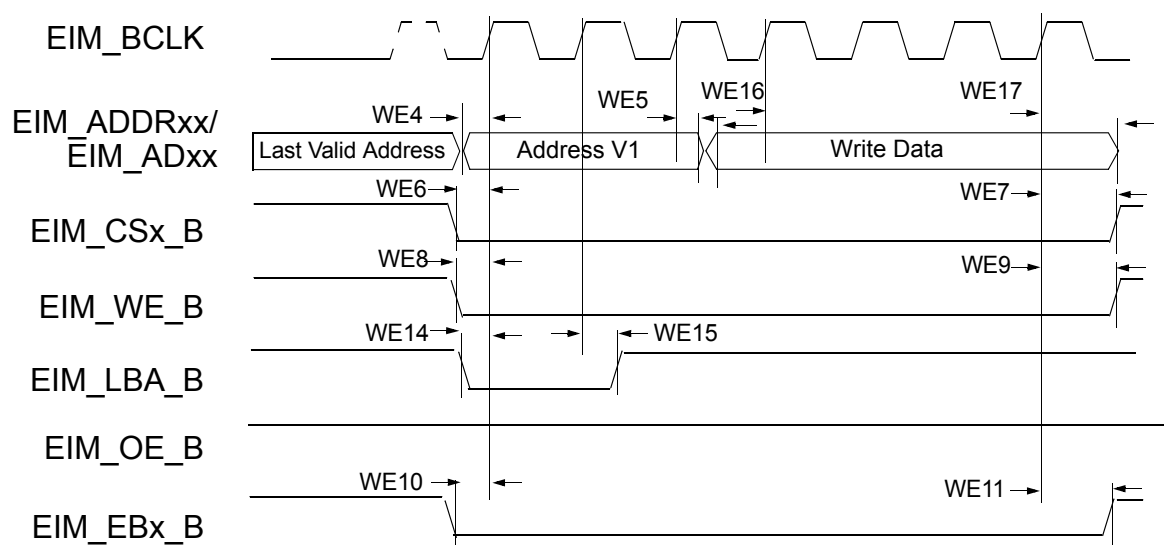 EIM_BCLK
WE4
WE5
WE16
WE17
EIM_ADDRxx/
EIM_ADxx
Last Valid Address
Address V1
Write Data
WE6
WE7
EIM_CSx_B
WE8
WE9
EIM_WE_B
WE14
WE15
EIM_LBA_B
EIM_OE_B
WE10
WE11
EIM_EBx_B